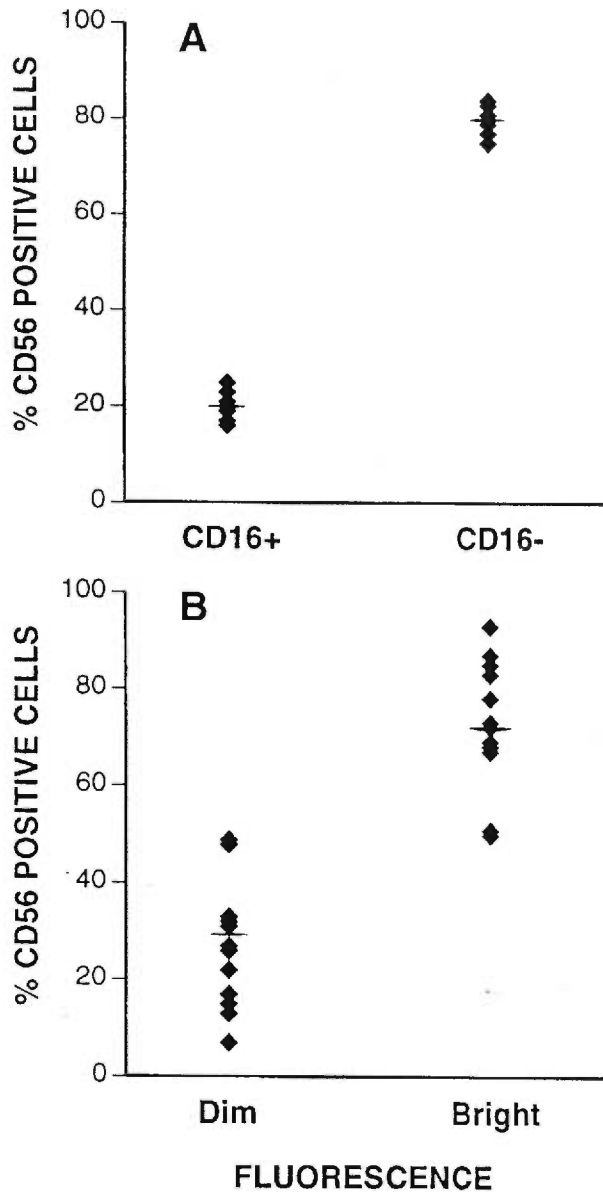 A
100
80
60
40
20
0
% CD56 POSITIVE CELLS
CD16+ CD16-
B
100
80
60
40
20
0
% CD56 POSITIVE CELLS
Dim Bright
FLUORESCENCE